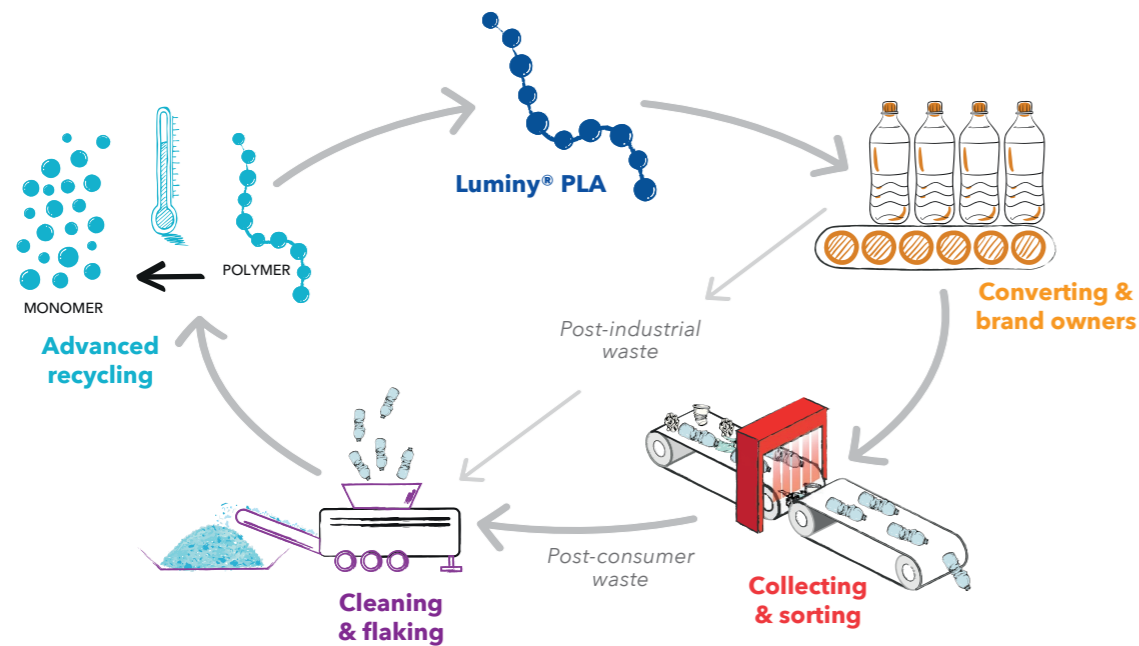 Luminy® PLA
POLYMER
MONOMER
Advanced
recycling
Converting &
brand owners
Post-industrial
waste
Post-consumer
waste
Collecting
& sorting
Cleaning
& flaking